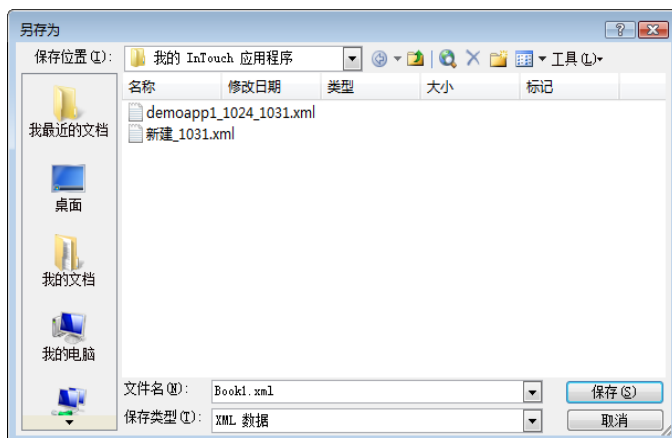 另存为
保存位置(I): 我的 InTouch 应用程序 工具(L)
名称 修改日期 类型 大小 标记
demoapp1_1024_1031.xml
新建_1031.xml
我最近的文档
桌面
我的文档
我的电脑
文件名(N): Book1.xml 保存(S)
保存类型(T): XML 数据 取消